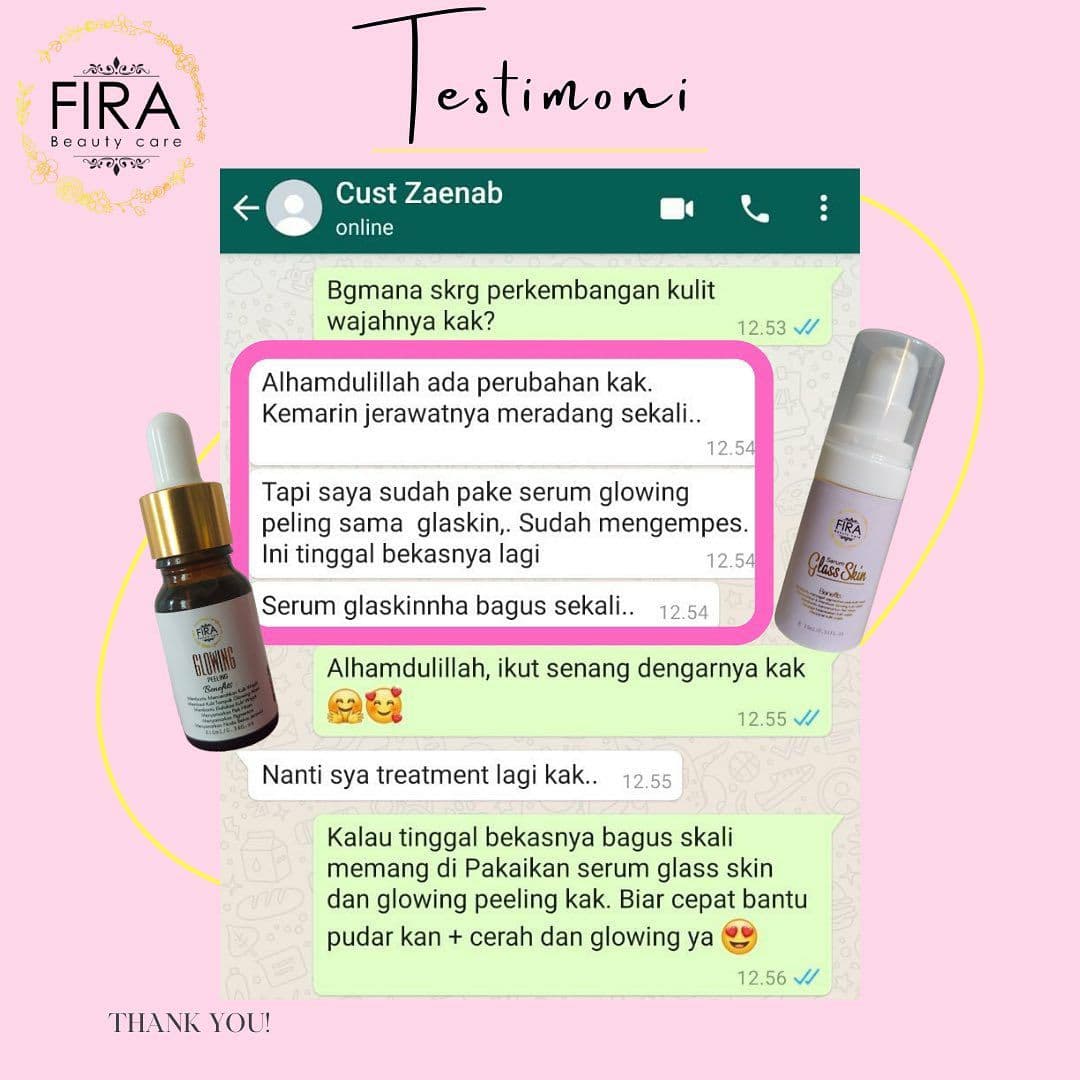 FIRA
Beauty care
Testimoni
Cust Zaenab
online
Bgmana skrg perkembangan kulit
wajahnya kak?
12.53
Alhamdulillah ada perubahan kak.
Kemarin jerawatnya meradang sekali..
12.54
Tapi saya sudah pake serum glowing
peling sama glaskin,. Sudah mengempes.
Ini tinggal bekasnya lagi
12.54
Serum glaskinnha bagus sekali..
12.54
Alhamdulillah, ikut senang dengarnya kak
🤗🥰
12.55
Nanti sya treatment lagi kak..
12.55
Kalau tinggal bekasnya bagus skali
memang di Pakaikan serum glass skin
dan glowing peeling kak. Biar cepat bantu
pudar kan + cerah dan glowing ya 😍
12.56
FIRA
GLOWING
PEELING
Benefits
FIRA
Serum
Glass Skin
Benefits
THANK YOU!